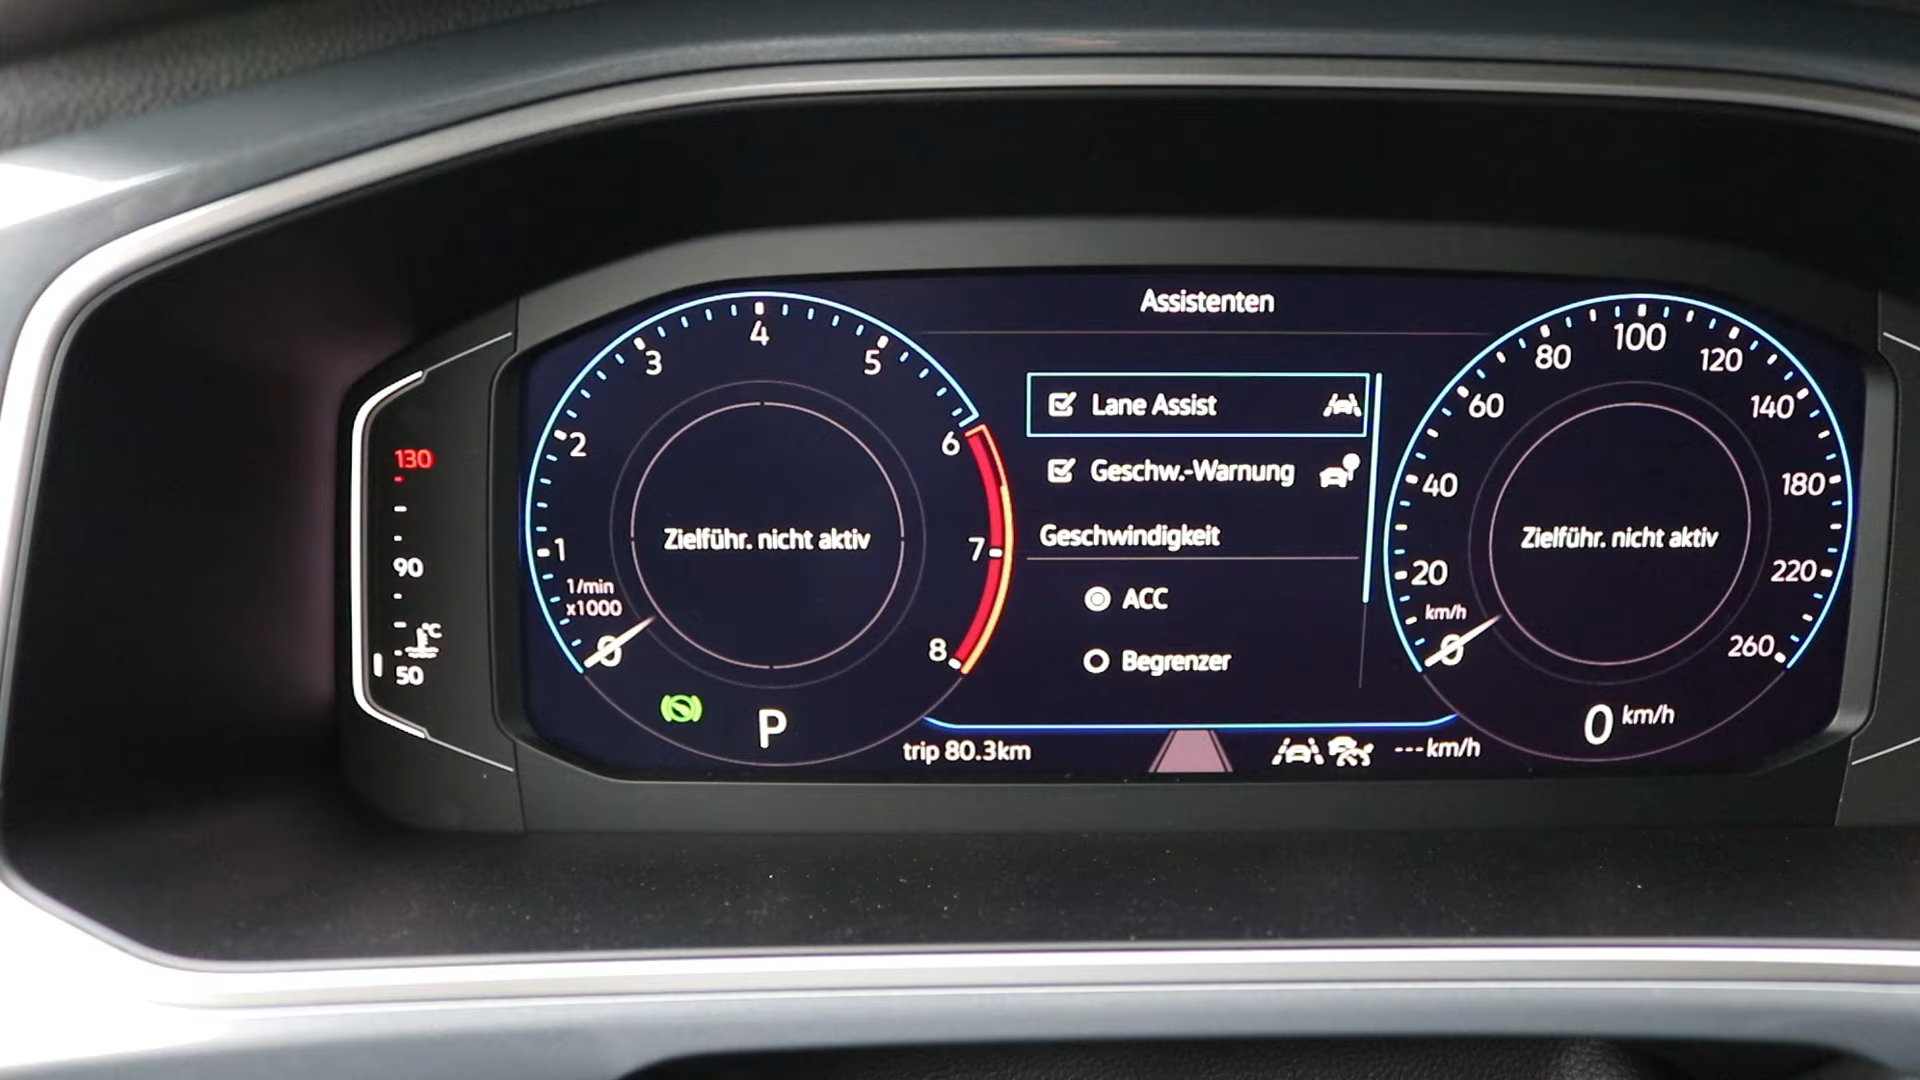 Assistenten
130
90
°C
50
0
1
2
3
4
5
6
7
8
1/min
x1000
Zielführ. nicht aktiv
P
Lane Assist
Geschw.-Warnung
Geschwindigkeit
ACC
Begrenzer
trip 80.3km
---km/h
0
20
40
60
80
100
120
140
180
220
260
km/h
Zielführ. nicht aktiv
0 km/h